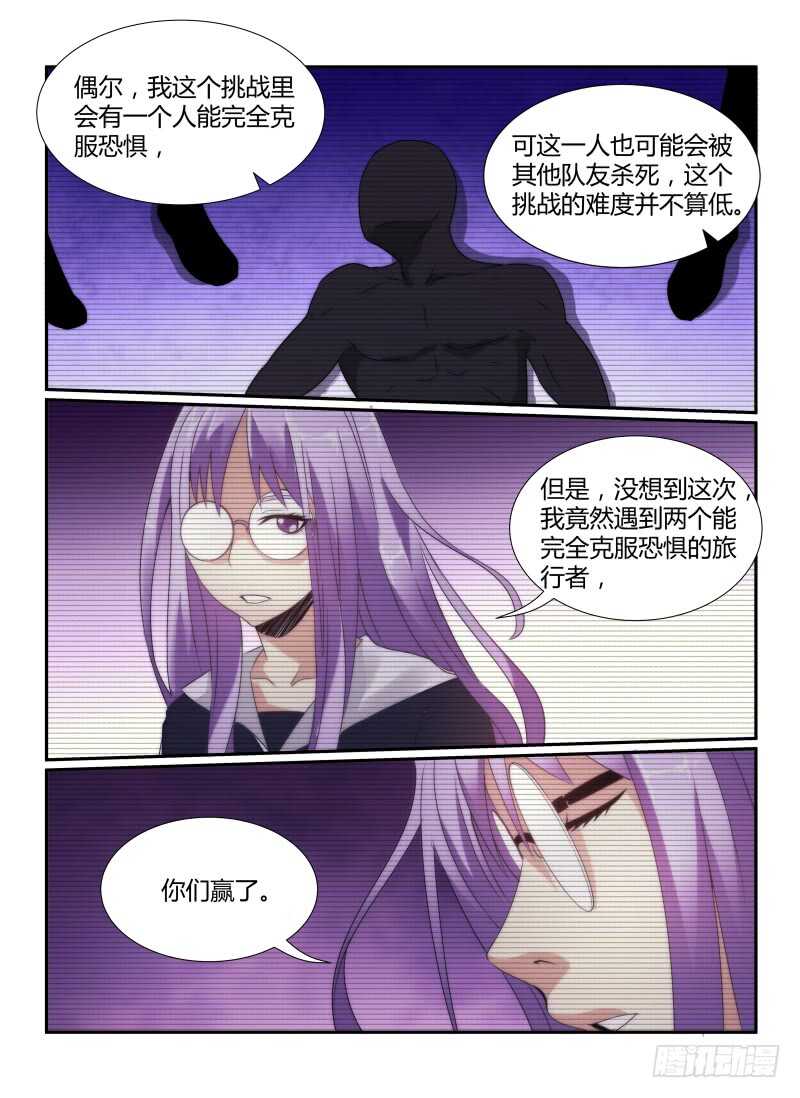 偶尔，我这个挑战里
会有一个人能完全克
服恐惧，
可这一人也可能会被
其他队友杀死，这个
挑战的难度并不算低。
但是，没想到这次，
我竟然遇到两个能
完全克服恐惧的旅
行者，
你们赢了。
腾讯动漫